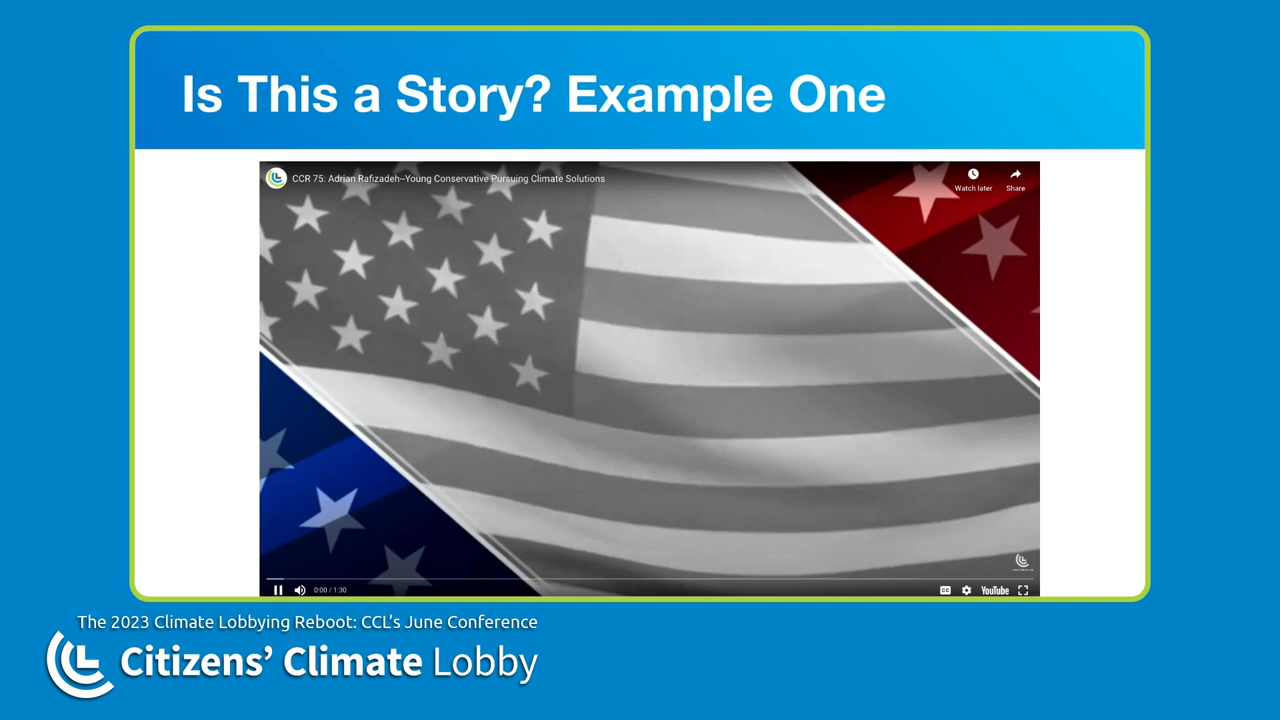 Is This a Story? Example One
CCR 75: Adrian Rafizadeh–Young Conservative Pursuing Climate Solutions
Watch later
Share
0:00 / 1:30
CC
YouTube
The 2023 Climate Lobbying Reboot: CCL's June Conference
Citizens' Climate Lobby